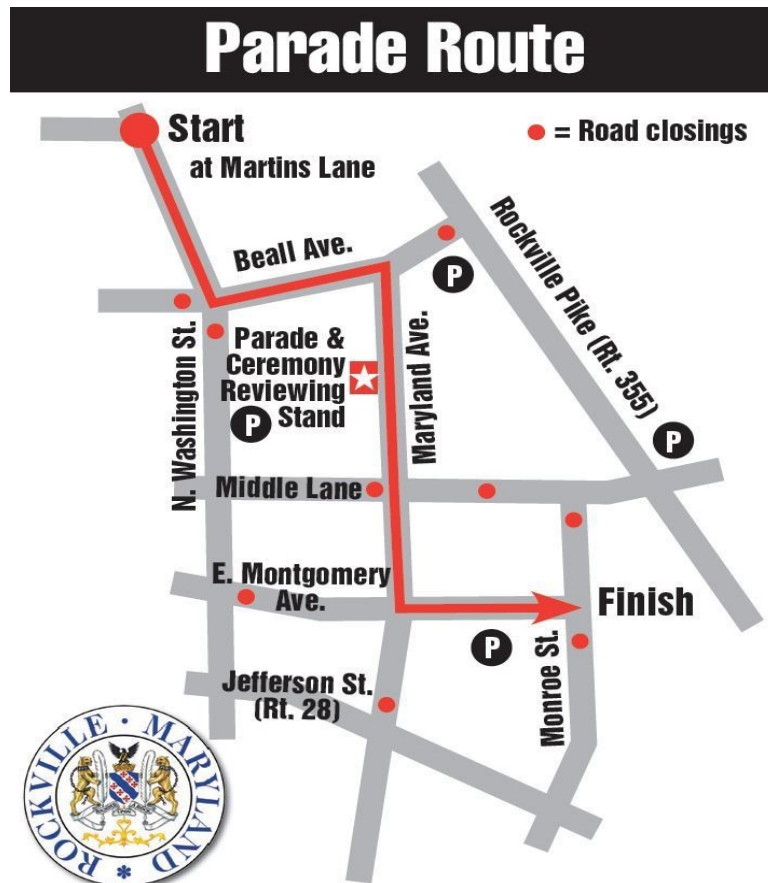 Parade Route
Start
at Martins Lane
= Road closings
Beall Ave.
Rockville Pike (Rt. 355)
P
N. Washington St.
Parade &
Ceremony
Reviewing
Stand
P
Maryland Ave.
P
Middle Lane
E. Montgomery
Ave.
Finish
P
Monroe St.
Jefferson St.
(Rt. 28)
ROCKVILLE · MARYLAND